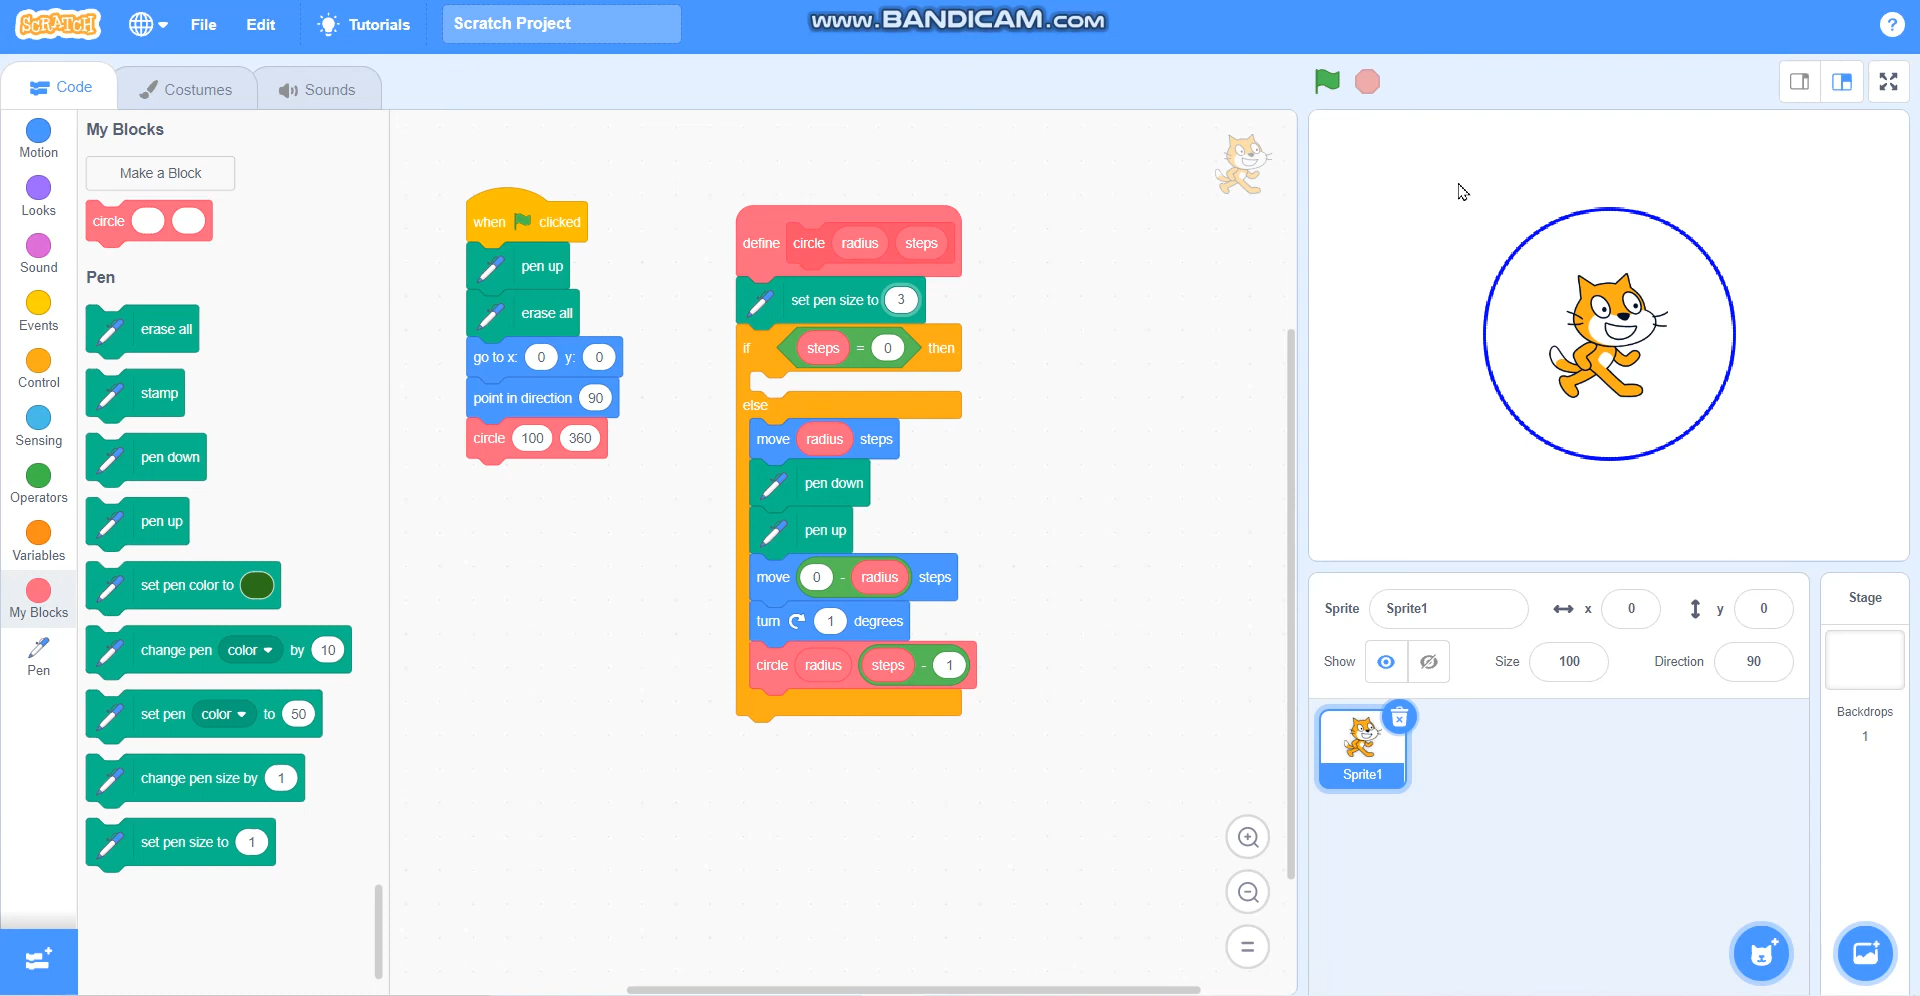 SCRATCH
File
Edit
Tutorials
Scratch Project
www.BANDICAM.com
?
Code
Costumes
Sounds
Motion
Looks
Sound
Events
Control
Sensing
Operators
Variables
My Blocks
Pen
My Blocks
Make a Block
circle
Pen
erase all
stamp
pen down
pen up
set pen color to
change pen color by 10
set pen color to 50
change pen size by 1
set pen size to 1
when clicked
pen up
erase all
go to x: 0 y: 0
point in direction 90
circle 100 360
define circle radius steps
set pen size to 3
if steps = 0 then
else
move radius steps
pen down
pen up
move 0 - radius steps
turn 1 degrees
circle radius steps - 1
Sprite Sprite1 x 0 y 0
Show Size 100 Direction 90
Sprite1
Stage
Backdrops
1